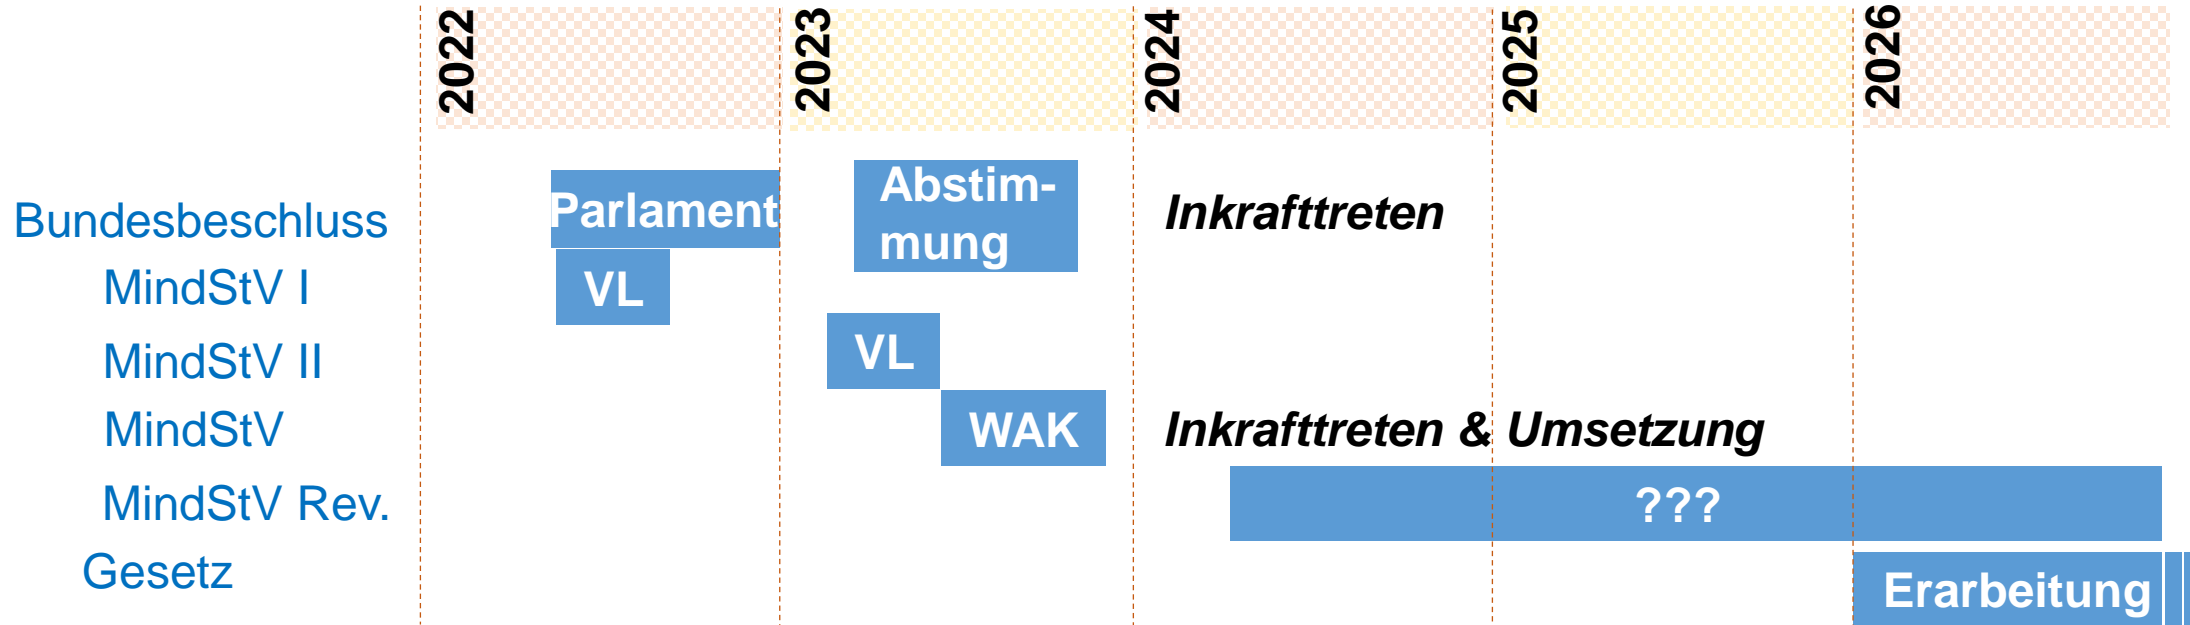 2022 2023 2024 2025 2026
Bundesbeschluss Parlament Abstim-
mung Inkrafttreten
MindStV I VL
MindStV II VL
MindStV WAK Inkrafttreten & Umsetzung
MindStV Rev. ???
Gesetz Erarbeitung